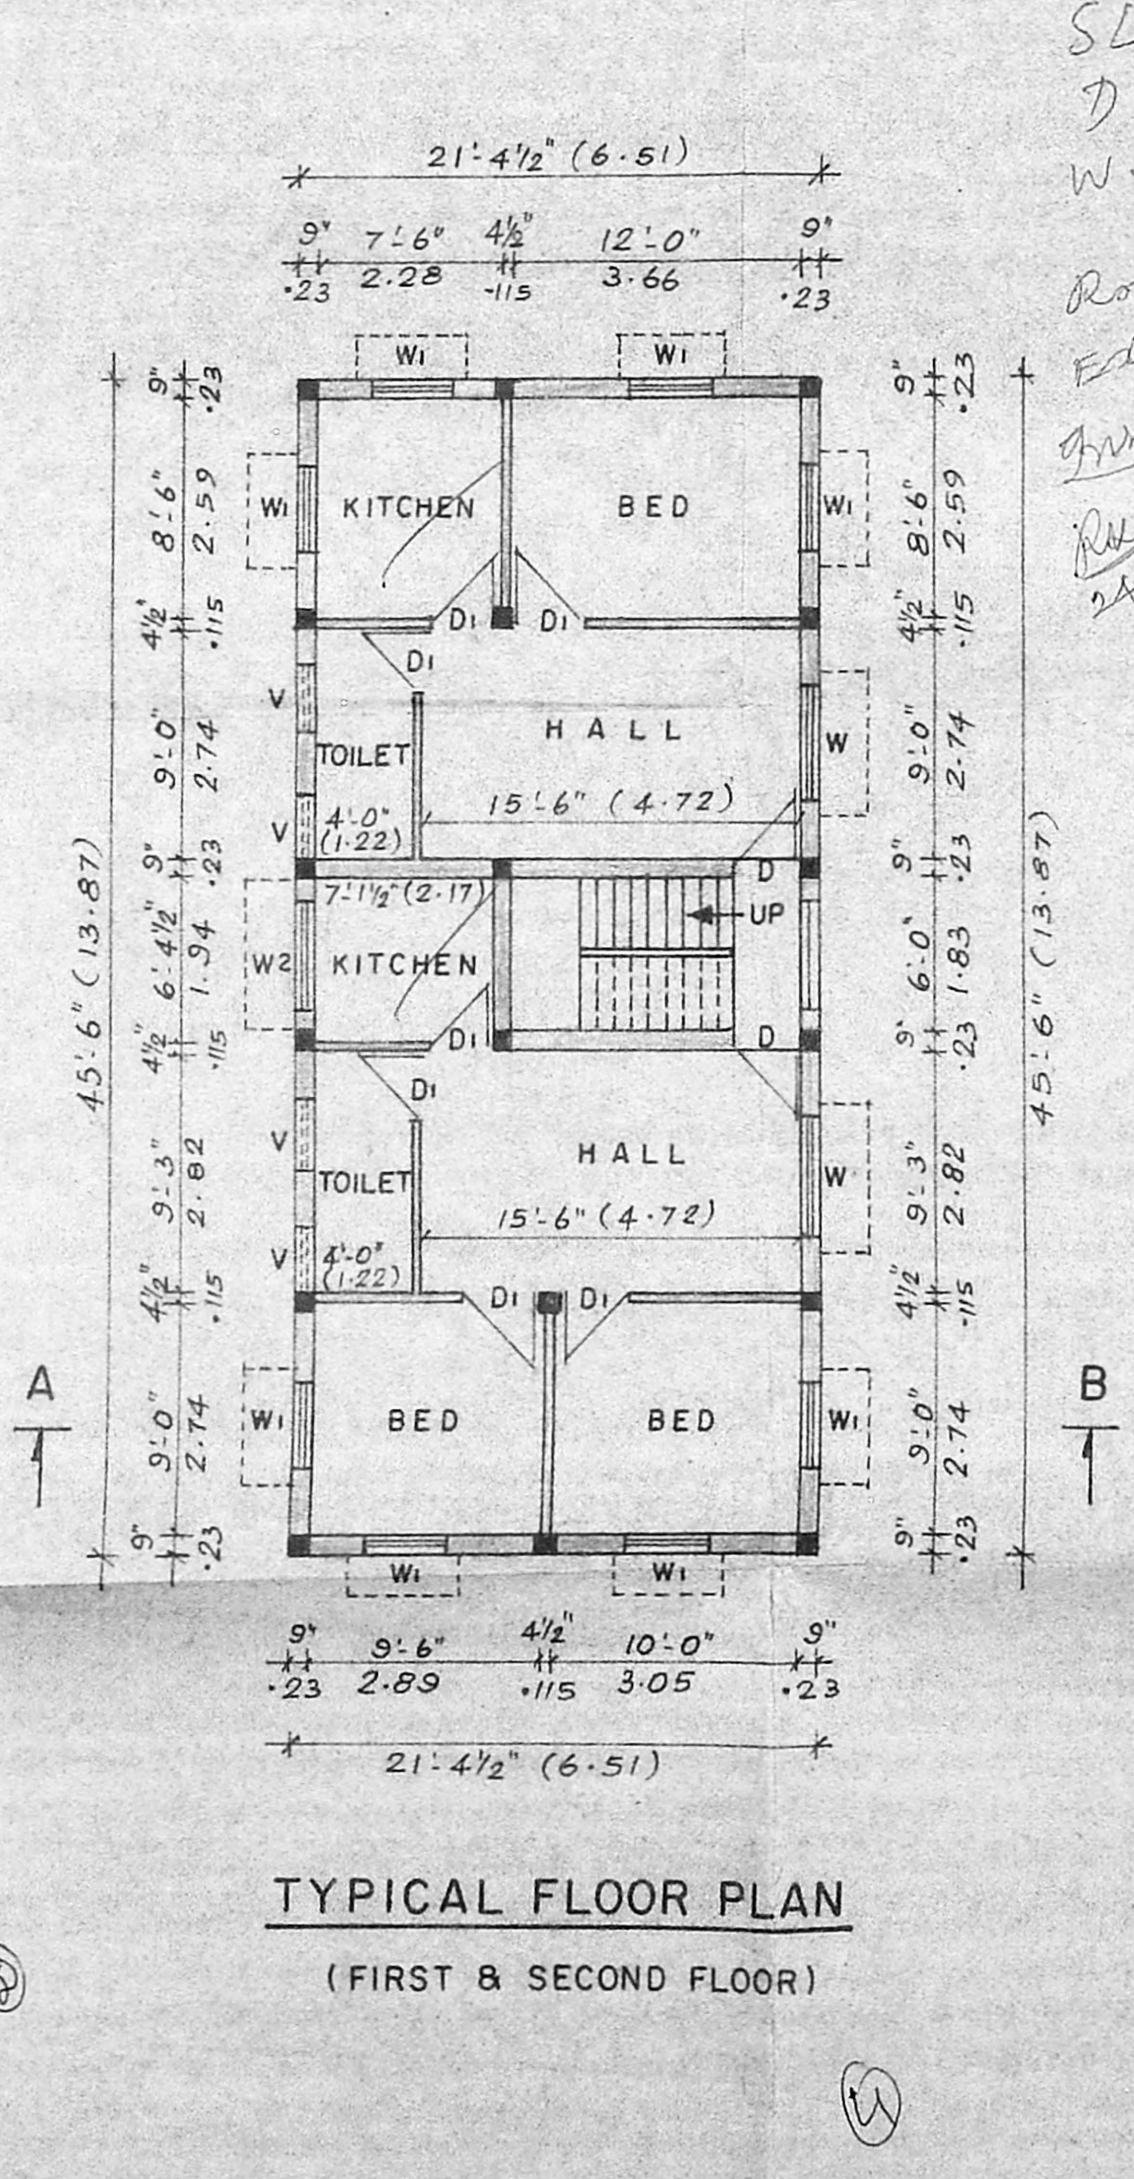 21'-4½" (6.51)
9" 7'-6" 4½" 12'-0" 9"
.23 2.28 .115 3.66 .23
W1 W1
9" .23
8'-6" 2.59
4½" .115
9'-0" 2.74
9" .23
6'-4½" 1.94
4½" .115
9'-3" 2.82
4½" .115
9'-0" 2.74
9" .23
45'-6" (13.87)
W1 KITCHEN BED W1
D1 D1
D1
V
HALL
TOILET W
15'-6" (4.72)
4'-0"
(1.22)
V
D
7'-1½" (2.17)
UP
W2 KITCHEN
D1 D
D1
V
HALL
TOILET W
15'-6" (4.72)
V 4'-0"
(1.22)
D1 D1
W1 BED BED W1
W1 W1
9" .23
8'-6" 2.59
4½" .115
9'-0" 2.74
9" .23
6'-0" 1.83
9" .23
9'-3" 2.82
4½" .115
9'-0" 2.74
9" .23
45'-6" (13.87)
A B
9" 9'-6" 4½" 10'-0" 9"
.23 2.89 .115 3.05 .23
21'-4½" (6.51)
TYPICAL FLOOR PLAN
(FIRST & SECOND FLOOR)
D
W